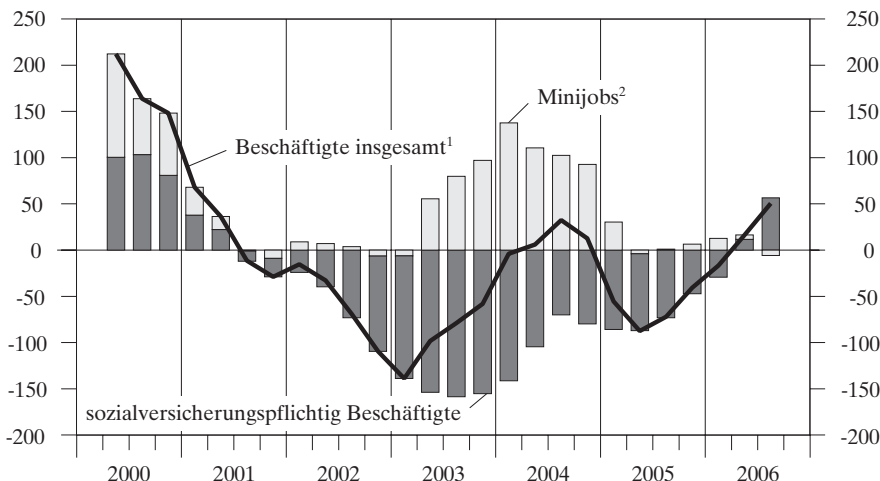 250 250
200 200
150 150
100 100
50 50
0 0
-50 -50
-100 -100
-150 -150
-200 -200
Minijobs²
Beschäftigte insgesamt¹
sozialversicherungspflichtig Beschäftigte
2000 2001 2002 2003 2004 2005 2006